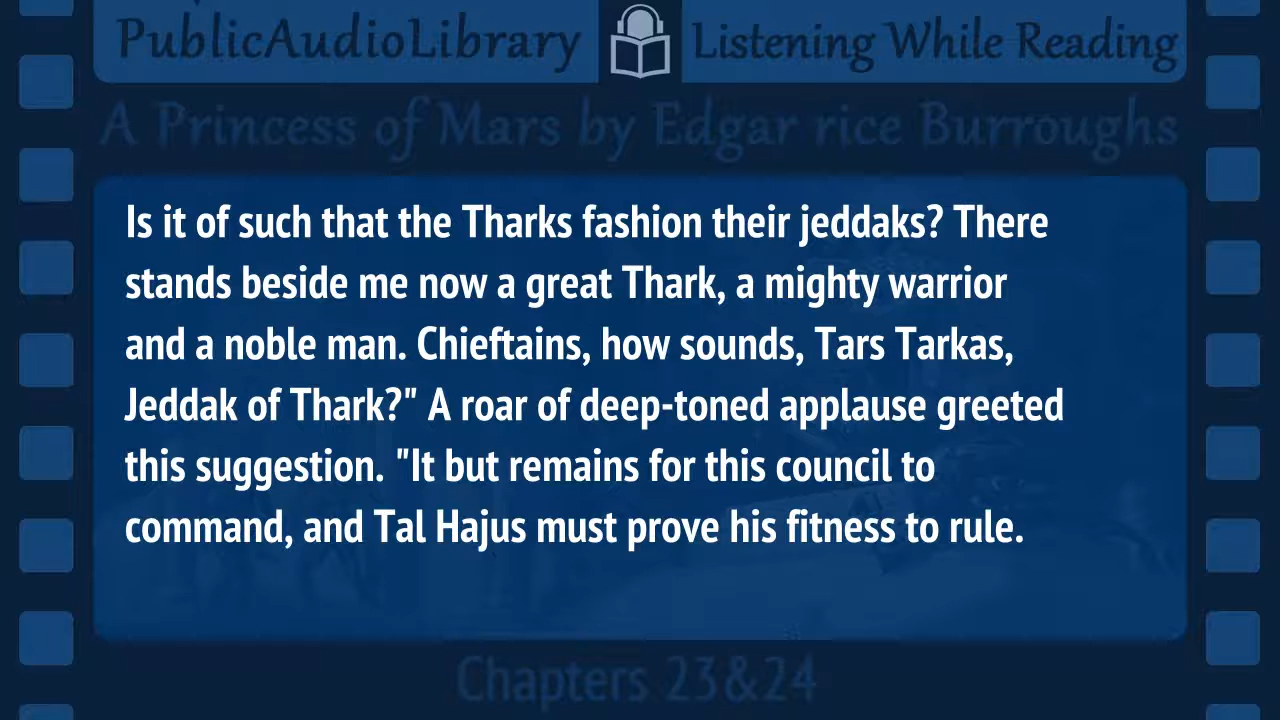 PublicAudioLibrary Listening While Reading
A Princess of Mars by Edgar rice Burroughs
Is it of such that the Tharks fashion their jeddaks? There
stands beside me now a great Thark, a mighty warrior
and a noble man. Chieftains, how sounds, Tars Tarkas,
Jeddak of Thark?" A roar of deep-toned applause greeted
this suggestion. "It but remains for this council to
command, and Tal Hajus must prove his fitness to rule.
Chapters 23&24